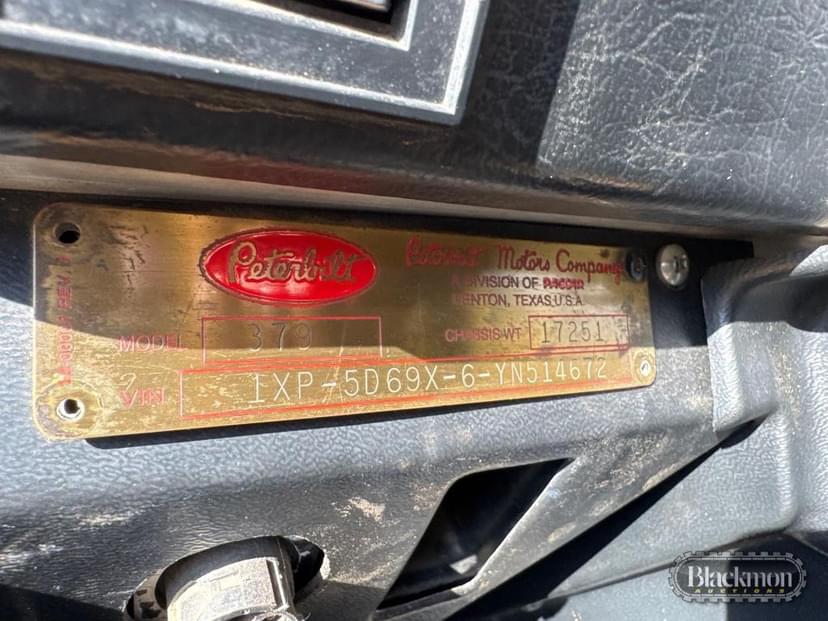 Peterbilt
Peterbilt Motors Company
A DIVISION OF PACCAR
DENTON, TEXAS, U.S.A.
MODEL 379
CHASSIS WT 17251
VIN 1XP-5D69X-6-YN514672
Blackmon
AUCTIONS